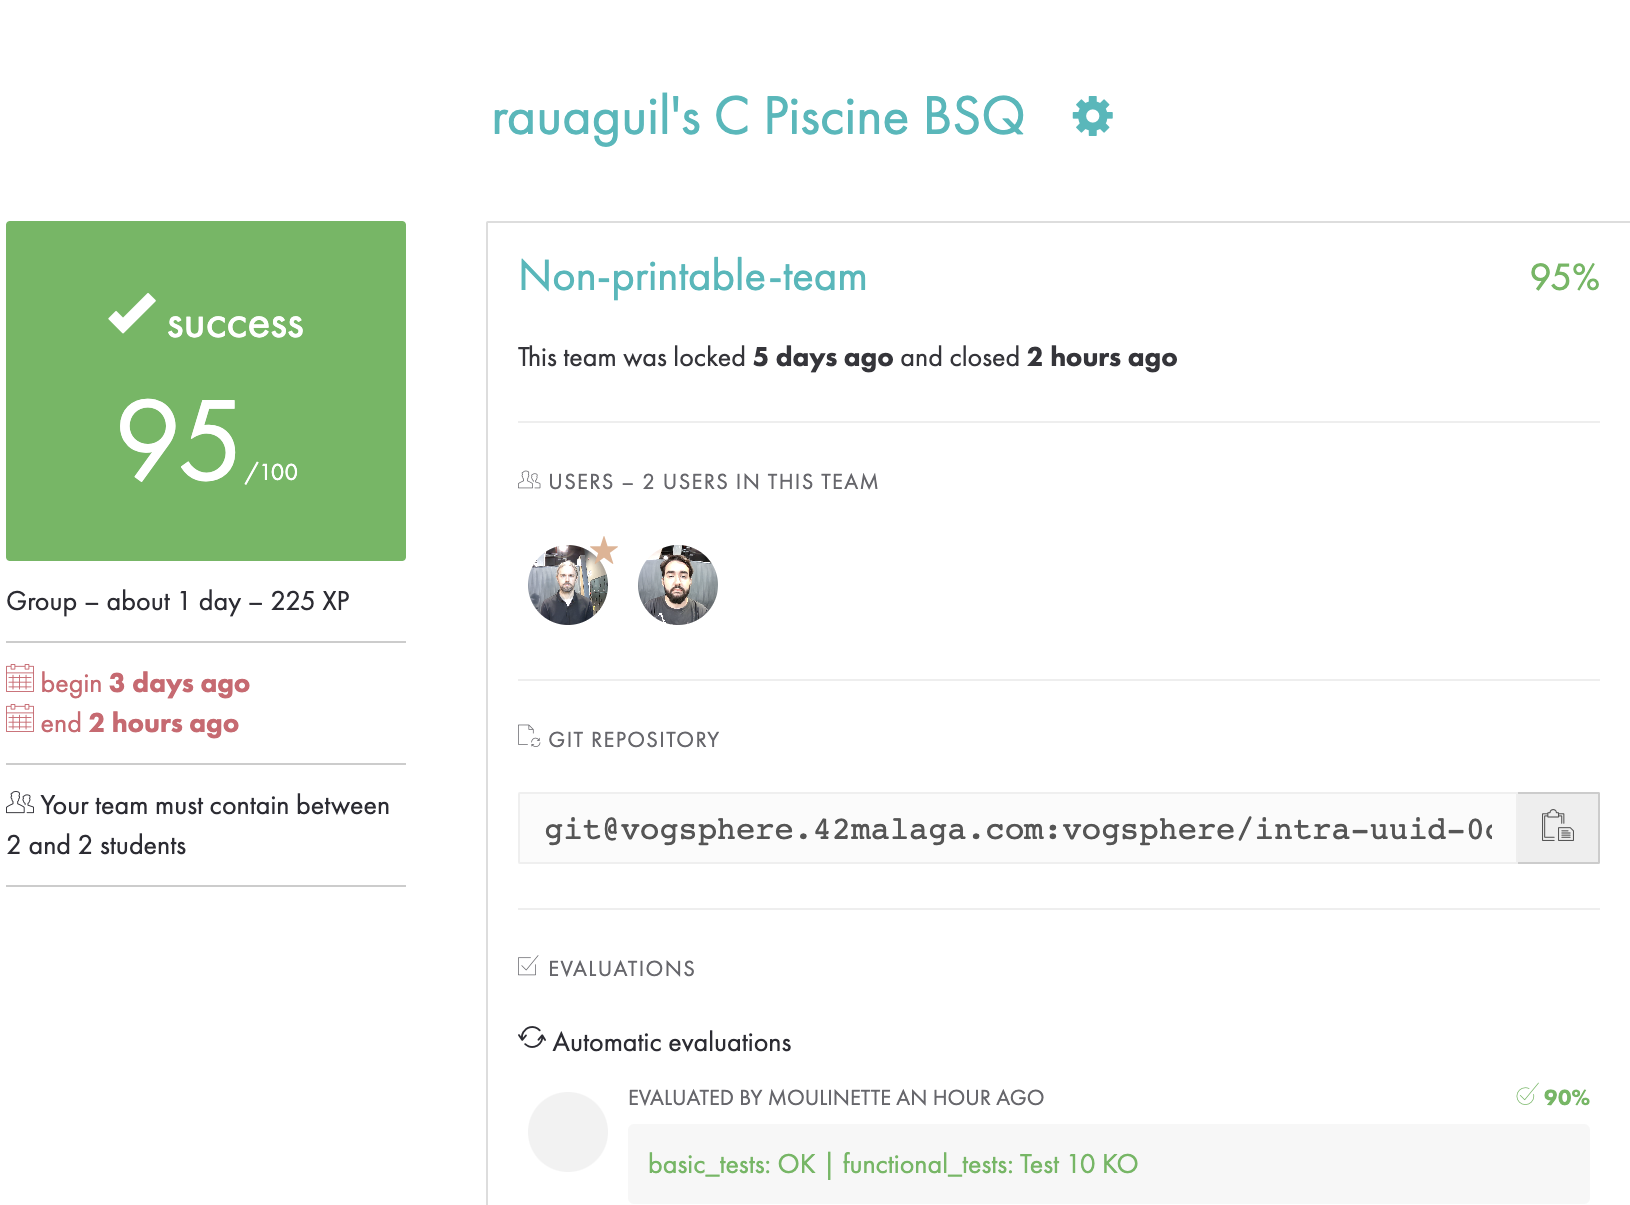 rauaguil's C Piscine BSQ
success
95 /100
Group – about 1 day – 225 XP
begin 3 days ago
end 2 hours ago
Your team must contain between
2 and 2 students
Non-printable-team 95%
This team was locked 5 days ago and closed 2 hours ago
USERS – 2 USERS IN THIS TEAM
GIT REPOSITORY
git@vogsphere.42malaga.com:vogsphere/intra-uuid-0
EVALUATIONS
Automatic evaluations
EVALUATED BY MOULINETTE AN HOUR AGO 90%
basic_tests: OK | functional_tests: Test 10 KO